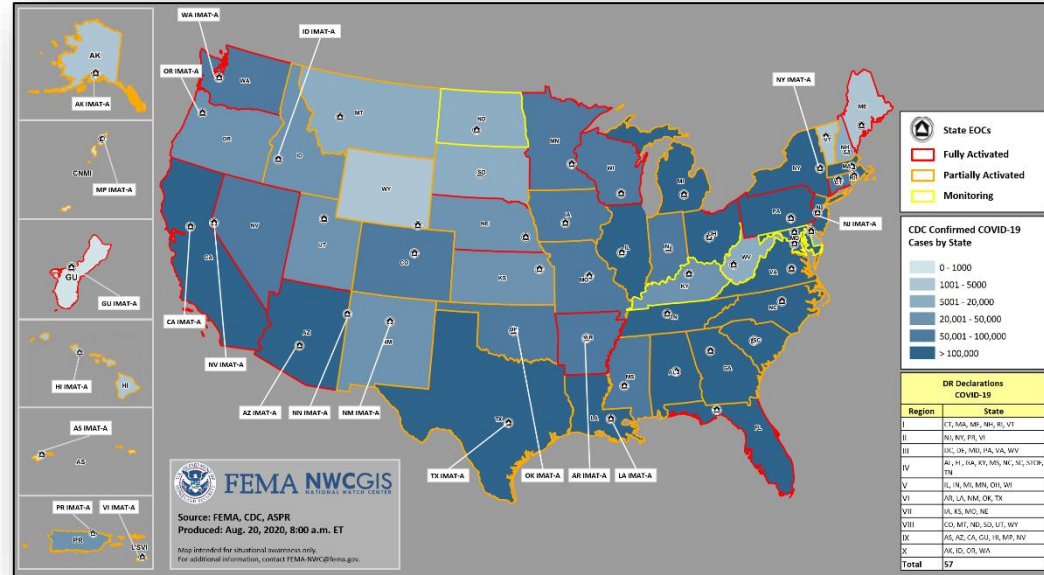 WA IMAT-A
ID IMAT-A
OR IMAT-A
NY IMAT-A
AK
AK IMAT-A
CNMI
MP IMAT-A
GU
GU IMAT-A
HI
HI IMAT-A
AS IMAT-A
AS
PR IMAT-A
VI IMAT-A
PR
USVI
WA
OR
MT
ID
ND
SD
WY
MN
WI
MI
NY
VT
NH
ME
MA
RI
CT
PA
NJ
NJ IMAT-A
NV
UT
CA
CO
NE
KS
IA
MO
IL
IN
OH
WV
KY
VA
MD
NC
TN
SC
AZ
NM
OK
AR
TX
LA
MS
AL
GA
FL
CA IMAT-A
NV IMAT-A
AZ IMAT-A
NN IMAT-A
NM IMAT-A
TX IMAT-A
OK IMAT-A
AR IMAT-A
LA IMAT-A
State EOCs
Fully Activated
Partially Activated
Monitoring
CDC Confirmed COVID-19
Cases by State
0 - 1000
1001 - 5000
5001 - 20,000
20,001 - 50,000
50,001 - 100,000
> 100,000
DR Declarations
COVID-19
Region State
I CT, MA, ME, NH, RI, VT
II NJ, NY, PR, VI
III DC, DE, MD, PA, VA, WV
IV AL, FL, GA, KY, MS, NC, SC, STOF,
TN
V IL, IN, MI, MN, OH, WI
VI AR, LA, NM, OK, TX
VII IA, KS, MO, NE
VIII CO, MT, ND, SD, UT, WY
IX AS, AZ, CA, GU, HI, MP, NV
X AK, ID, OR, WA
Total 57
FEMA NWCGIS
NATIONAL WATCH CENTER
Source: FEMA, CDC, ASPR
Produced: Aug. 20, 2020, 8:00 a.m. ET
Map intended for situational awareness only.
For additional information, contact FEMA-NWC@fema.gov.